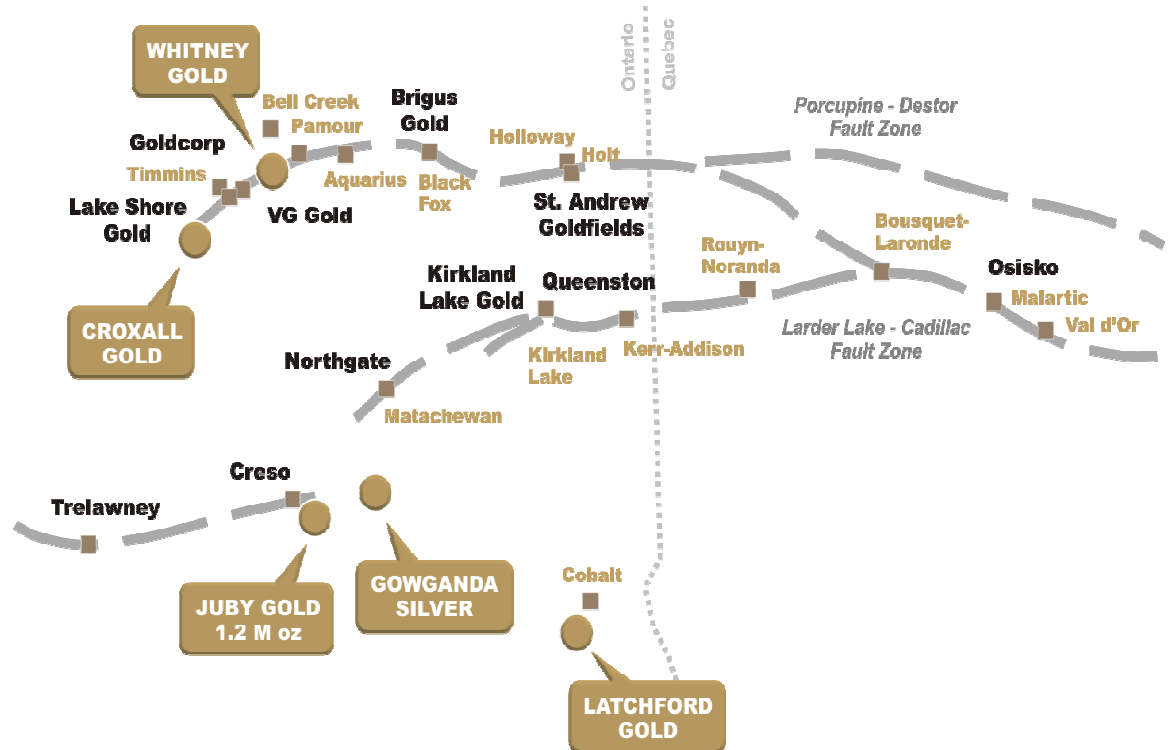 WHITNEY
GOLD
Ontario
Quebec
Bell Creek
Pamour
Brigus
Gold
Porcupine - Destor
Fault Zone
Goldcorp
Holloway
Holt
Timmins
Aquarius
Black
Fox
Lake Shore
Gold
VG Gold
St. Andrew
Goldfields
Bousquet-
Laronde
Rouyn-
Noranda
Kirkland
Lake Gold
Queenston
Osisko
Malartic
Val d'Or
CROXALL
GOLD
Larder Lake - Cadillac
Fault Zone
Kirkland
Lake
Kerr-Addison
Northgate
Matachewan
Creso
Trelawney
GOWGANDA
SILVER
Cobalt
JUBY GOLD
1.2 M oz
LATCHFORD
GOLD